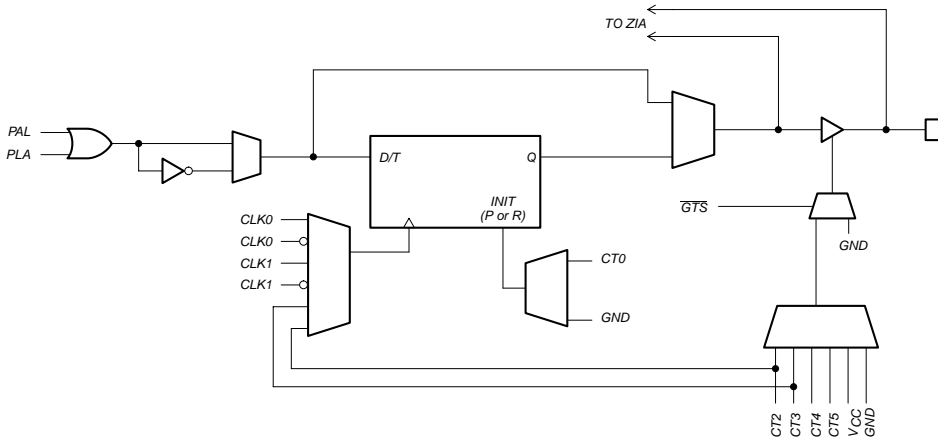 TO ZIA
PAL
PLA
D/T
Q
INIT
(P or R)
GTS
GND
CLK0
CLK0
CLK1
CLK1
CT0
GND
CT2
CT3
CT4
CT5
VCC
GND